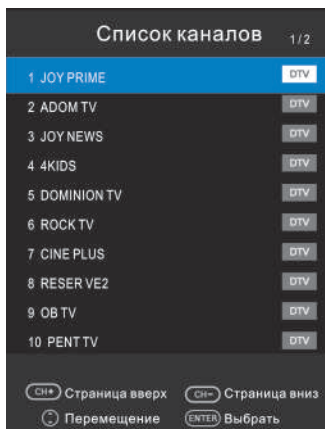 Список каналов 1/2
1 JOY PRIME DTV
2 ADOM TV DTV
3 JOY NEWS DTV
4 4KIDS DTV
5 DOMINION TV DTV
6 ROCK TV DTV
7 CINE PLUS DTV
8 RESER VE2 DTV
9 OB TV DTV
10 PENT TV DTV
CH+ Страница вверх CH- Страница вниз
Перемещение ENTER Выбрать